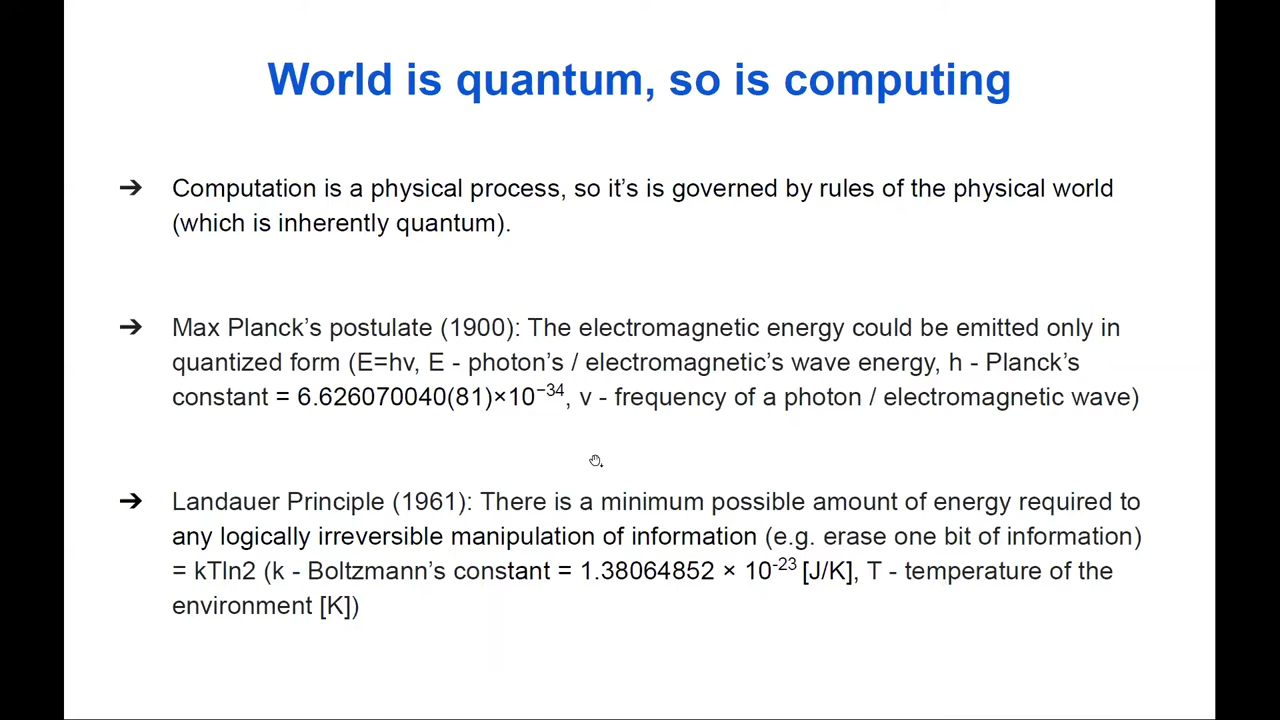 World is quantum, so is computing
➔ Computation is a physical process, so it’s is governed by rules of the physical world
(which is inherently quantum).
➔ Max Planck’s postulate (1900): The electromagnetic energy could be emitted only in
quantized form (E=hv, E - photon’s / electromagnetic’s wave energy, h - Planck’s
constant = 6.626070040(81)×10⁻³⁴, v - frequency of a photon / electromagnetic wave)
➔ Landauer Principle (1961): There is a minimum possible amount of energy required to
any logically irreversible manipulation of information (e.g. erase one bit of information)
= kTln2 (k - Boltzmann’s constant = 1.38064852 × 10⁻²³ [J/K], T - temperature of the
environment [K])